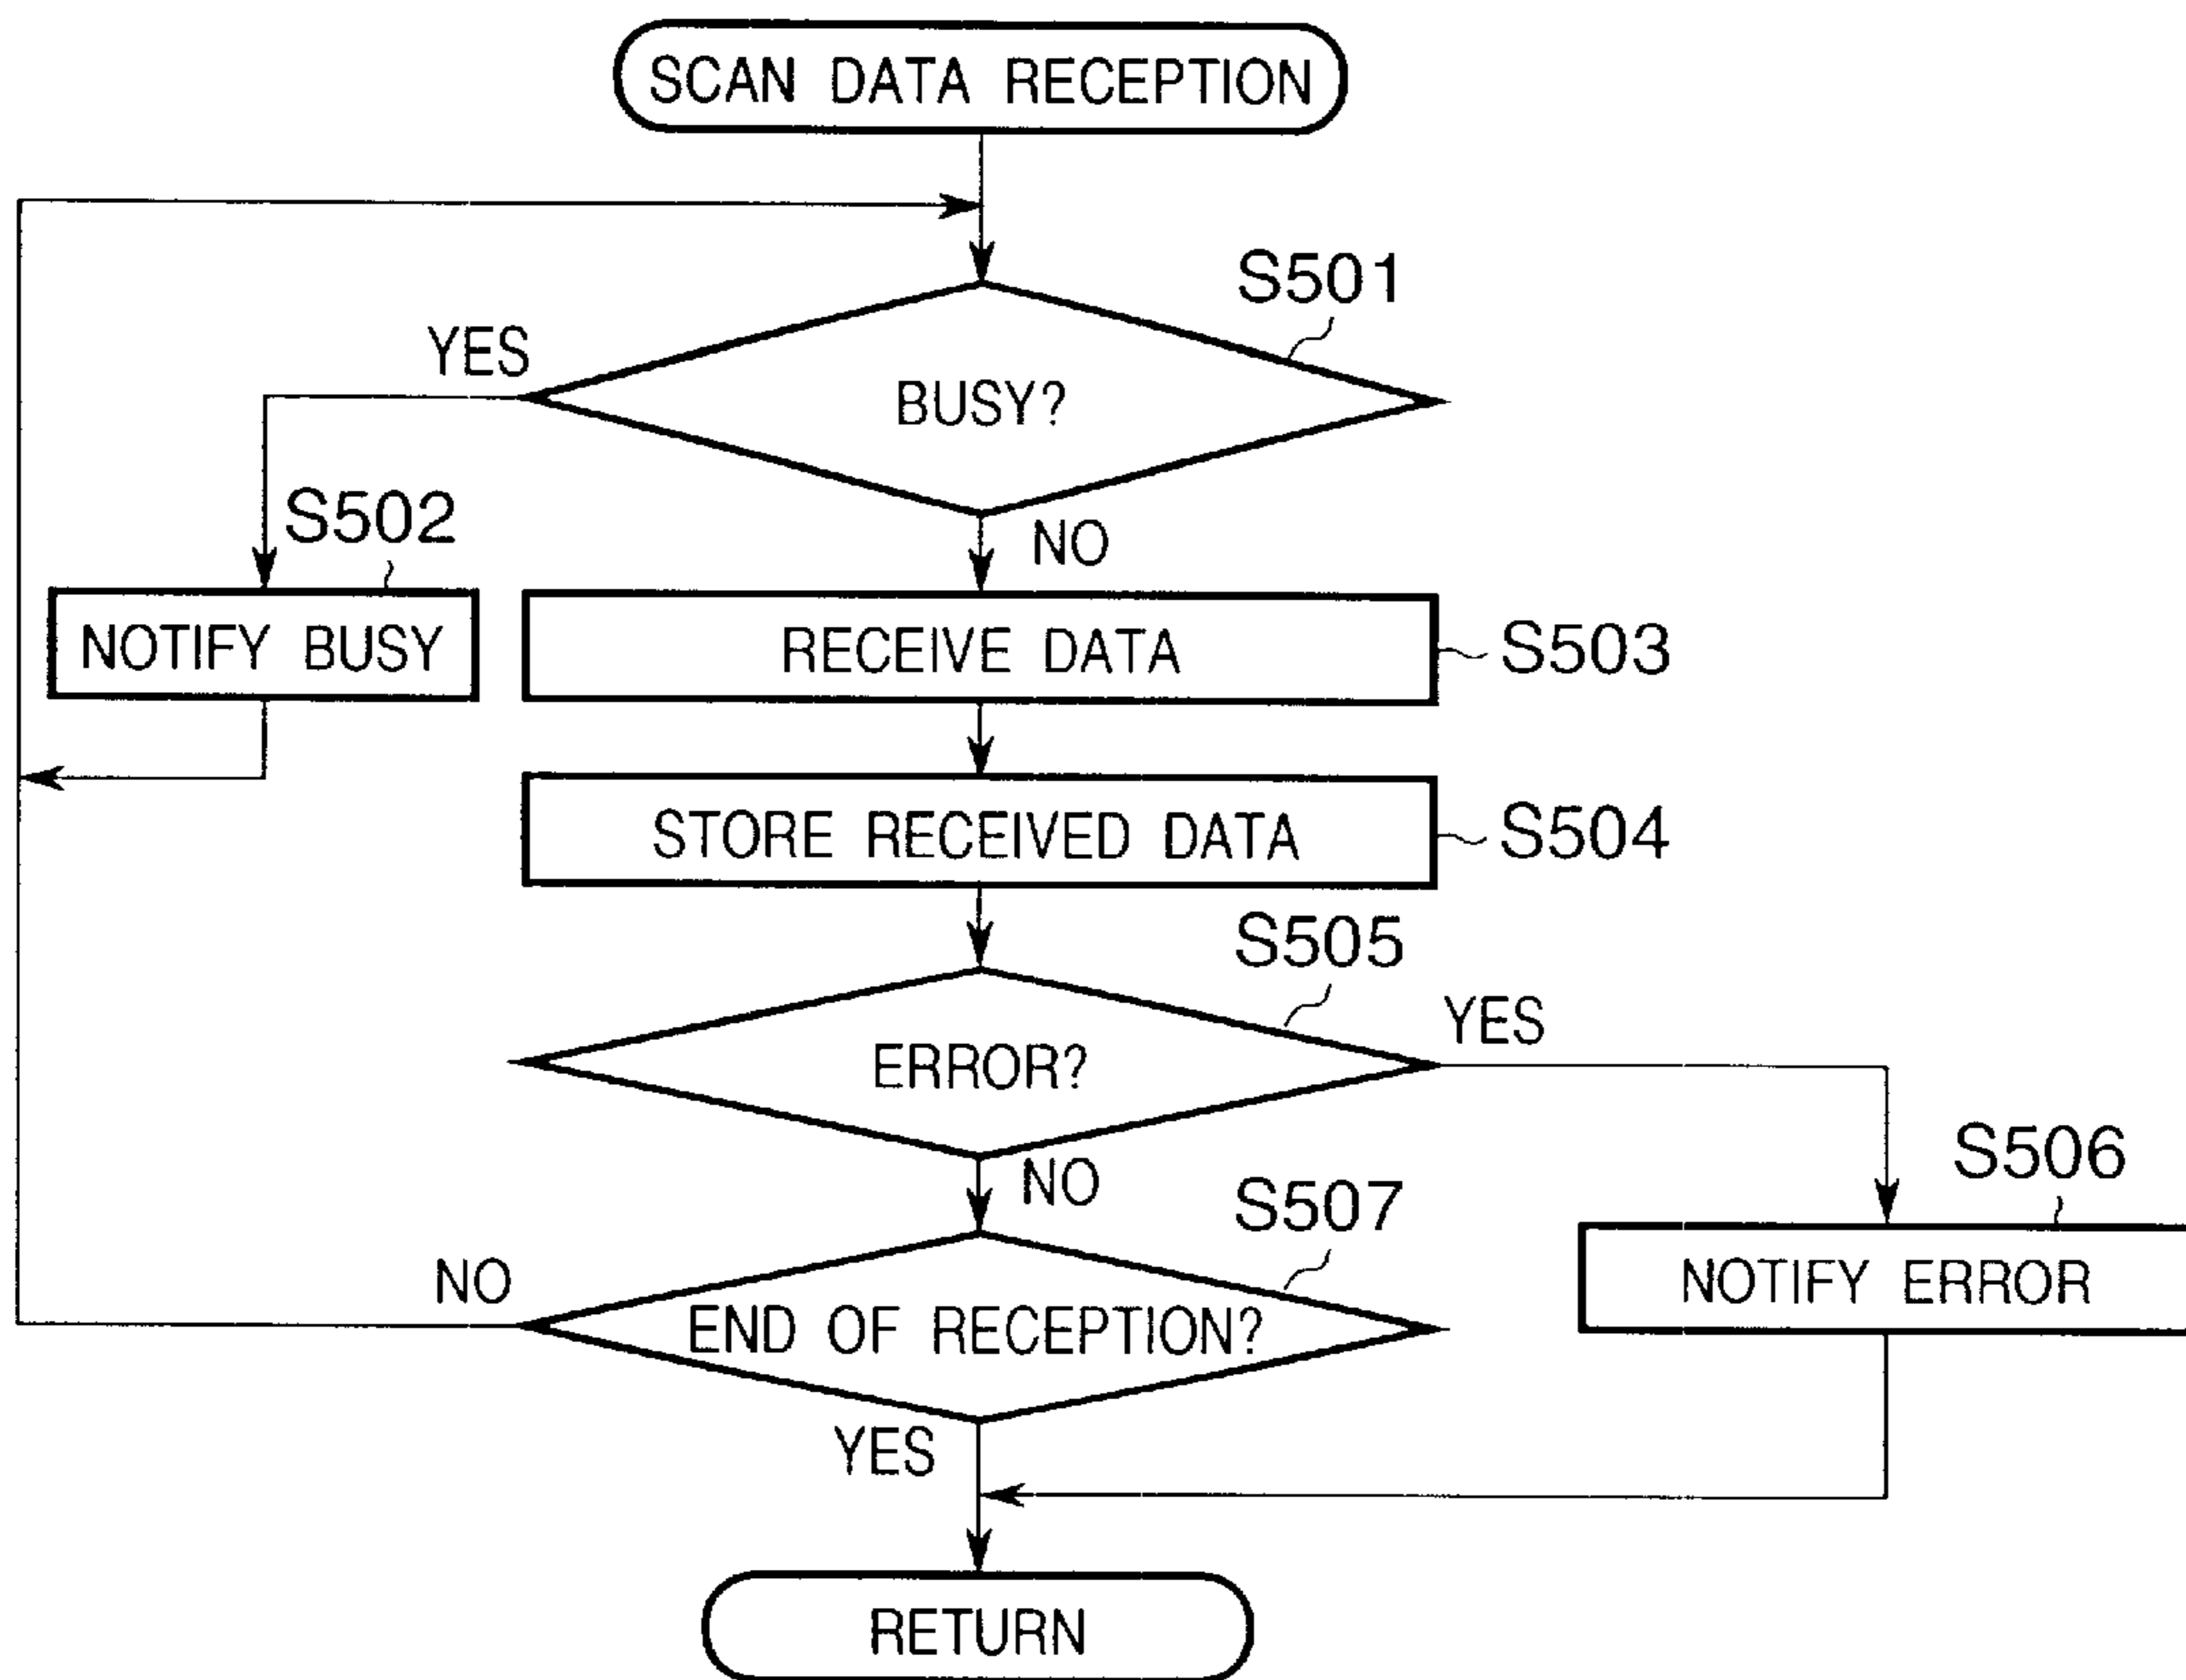 SCAN DATA RECEPTION
S501
YES
BUSY?
S502
NO
NOTIFY BUSY
RECEIVE DATA
S503
STORE RECEIVED DATA
S504
S505
YES
ERROR?
S506
NO
S507
NO
NOTIFY ERROR
END OF RECEPTION?
YES
RETURN